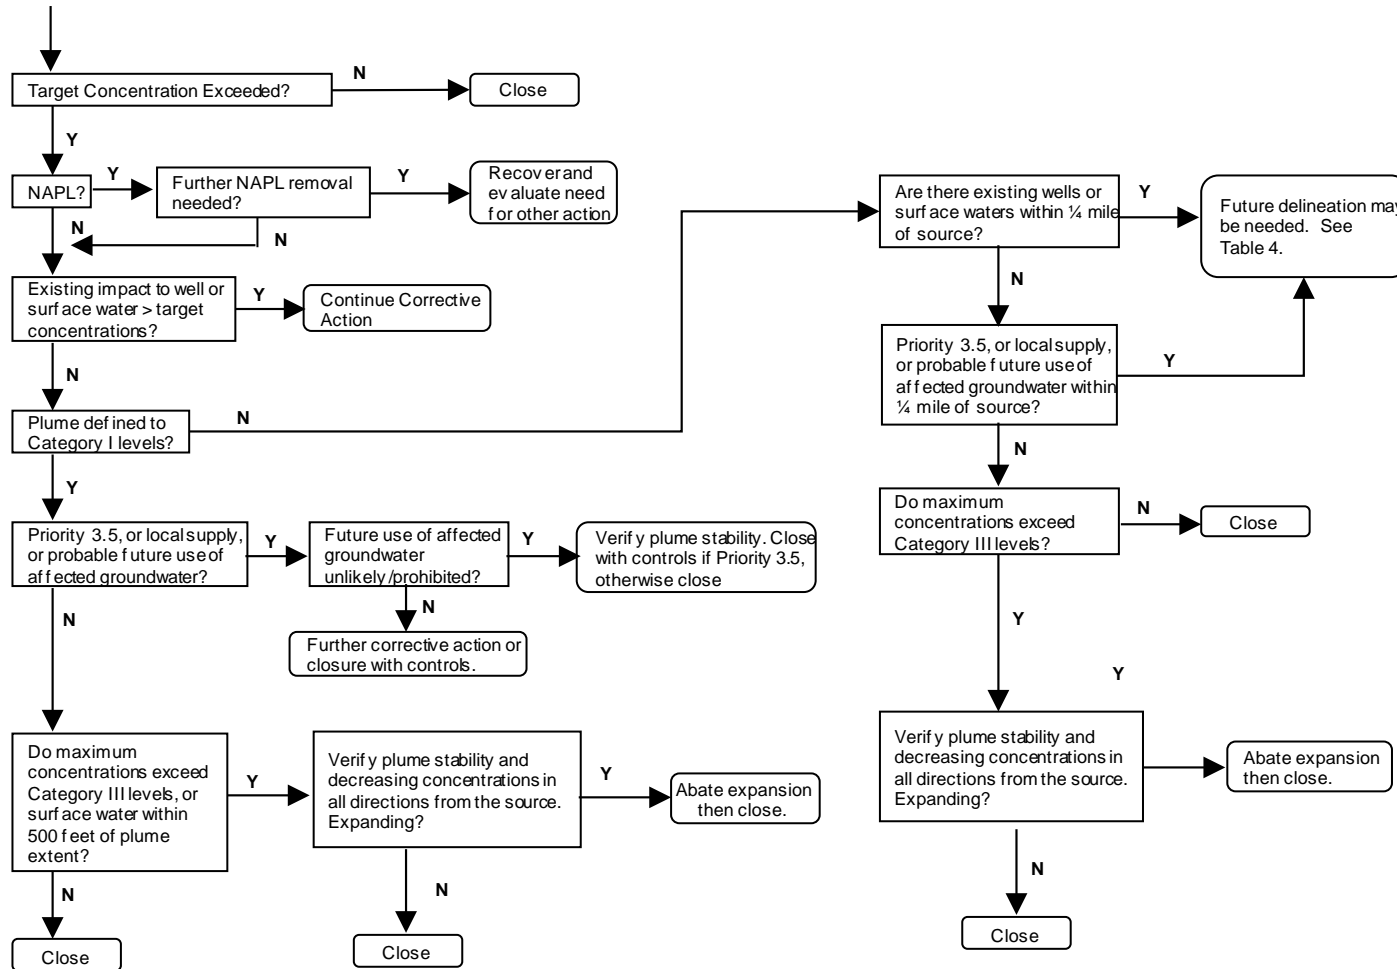 Target Concentration Exceeded?
N
Close
Y
NAPL?
Y
Further NAPL removal
needed?
Y
Recover and
evaluate need
for other action
N
N
Existing impact to well or
surface water > target
concentrations?
Y
Continue Corrective
Action
N
Plume defined to
Category I levels?
N
Y
Priority 3.5, or local supply,
or probable future use of
affected groundwater?
Y
Future use of affected
groundwater
unlikely/prohibited?
Y
Verify plume stability. Close
with controls if Priority 3.5,
otherwise close
N
Further corrective action or
closure with controls.
N
Do maximum
concentrations exceed
Category III levels, or
surface water within
500 feet of plume
extent?
Y
Verify plume stability and
decreasing concentrations in
all directions from the source.
Expanding?
Y
Abate expansion
then close.
N
Close
N
Close
Are there existing wells or
surface waters within ¼ mile
of source?
Y
Future delineation may
be needed. See
Table 4.
N
Priority 3.5, or local supply,
or probable future use of
affected groundwater within
¼ mile of source?
Y
N
Do maximum
concentrations exceed
Category III levels?
N
Close
Y
Y
Verify plume stability and
decreasing concentrations in
all directions from the source.
Expanding?
Abate expansion
then close.
N
Close